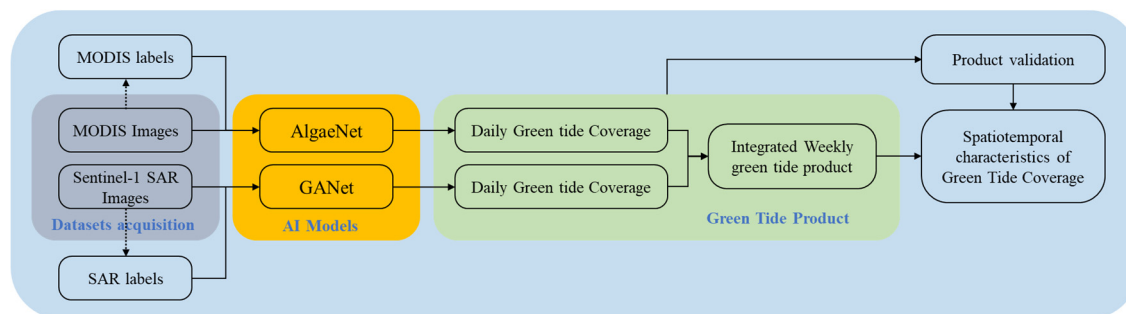 MODIS labels
MODIS Images
Sentinel-1 SAR
Images
Datasets acquisition
SAR labels
AlgaeNet
GANet
AI Models
Daily Green tide Coverage
Daily Green tide Coverage
Integrated Weekly
green tide product
Green Tide Product
Product validation
Spatiotemporal
characteristics of
Green Tide Coverage